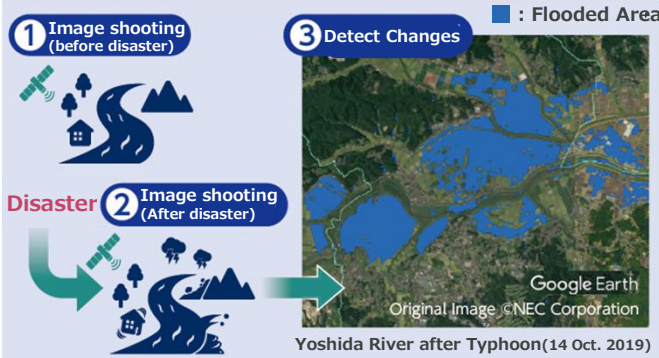 1 Image shooting
(before disaster)
Disaster
2 Image shooting
(After disaster)
3 Detect Changes
: Flooded Area
Google Earth
Original Image ©NEC Corporation
Yoshida River after Typhoon(14 Oct. 2019)